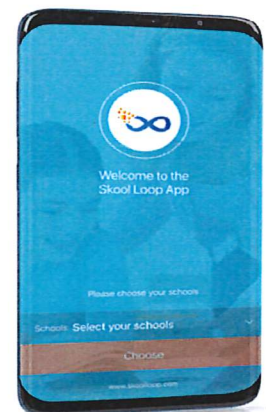 Welcome to the
Skool Loop App
Please choose your schools
Schools Select your schools
Choose
www.skoolloop.com